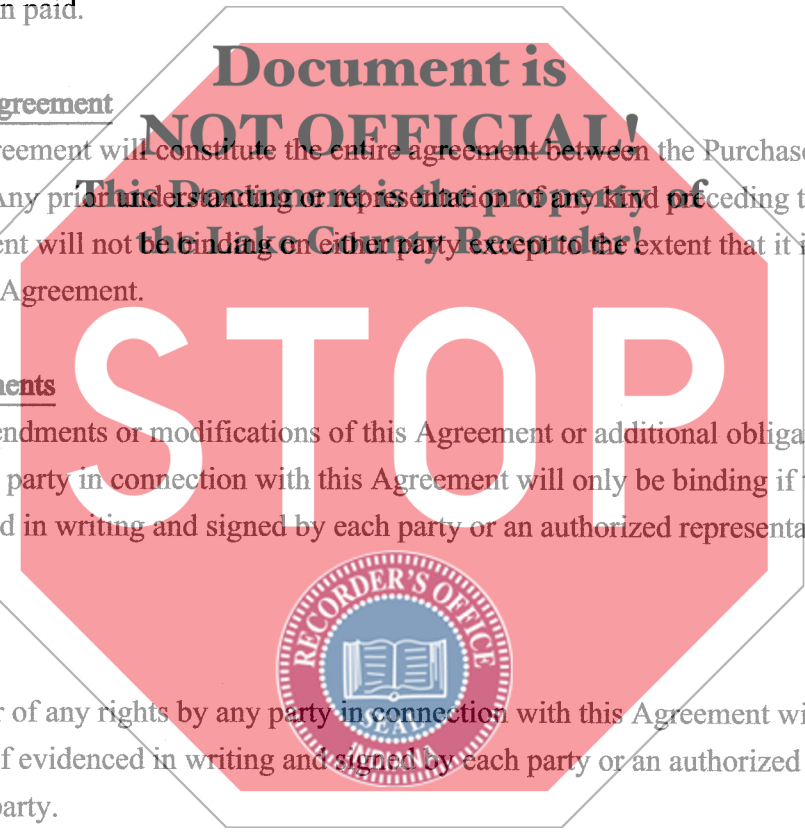 n paid.
Document is
greement
NOT OFFICIAL!
reement will constitute the entire agreement between the Purchase
This Document is the property of
Any prior understanding or representation of any kind preceding t
the Lake County Recorder!
nt will not be binding on either party except to the extent that it i
Agreement.
STOP
ments
endments or modifications of this Agreement or additional obliga
party in connection with this Agreement will only be binding if
d in writing and signed by each party or an authorized representa
RECORDER'S OFFICE
SEAL
INDIANA
r of any rights by any party in connection with this Agreement wi
f evidenced in writing and signed by each party or an authorized
party.